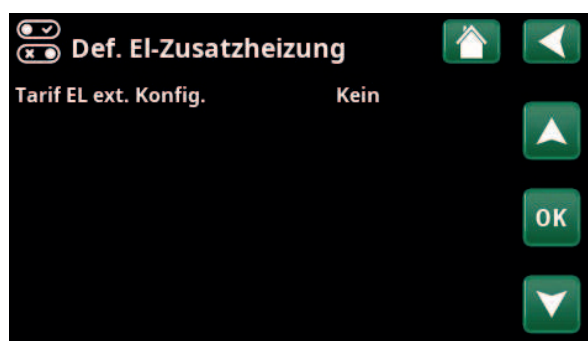 Def. El-Zusatzheizung
Tarif EL ext. Konfig. Kein
OK